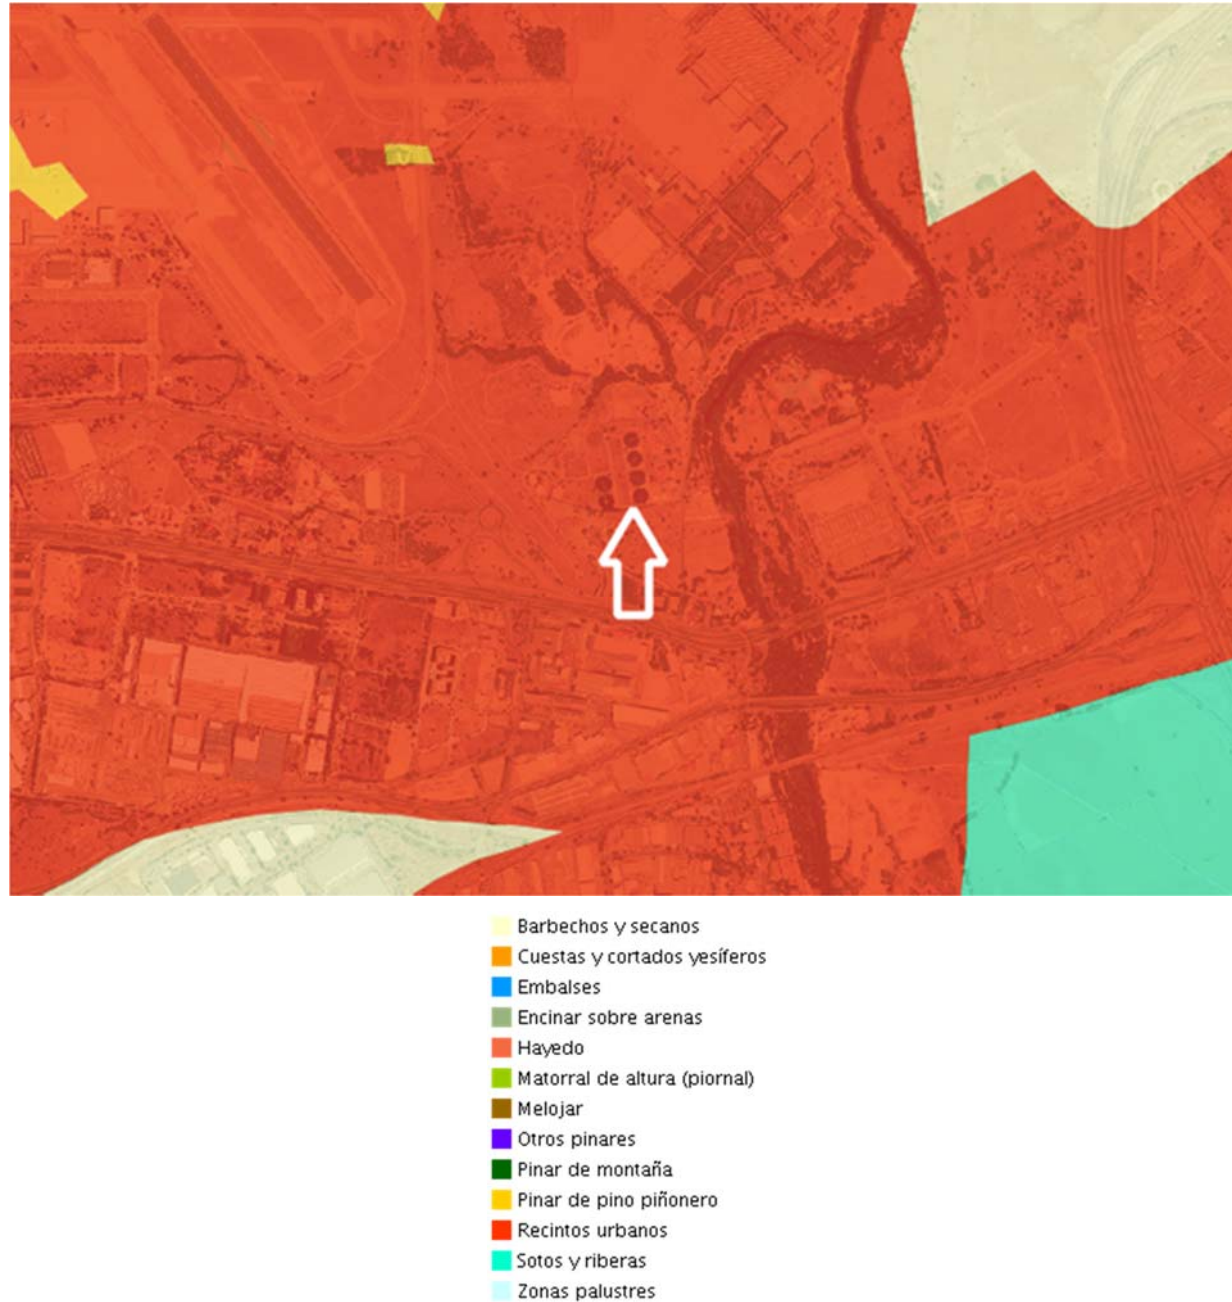 Barbechos y secanos
Cuestas y cortados yesíferos
Embalses
Encinar sobre arenas
Hayedo
Matorral de altura (piornal)
Melojar
Otros pinares
Pinar de montaña
Pinar de pino piñonero
Recintos urbanos
Sotos y riberas
Zonas palustres